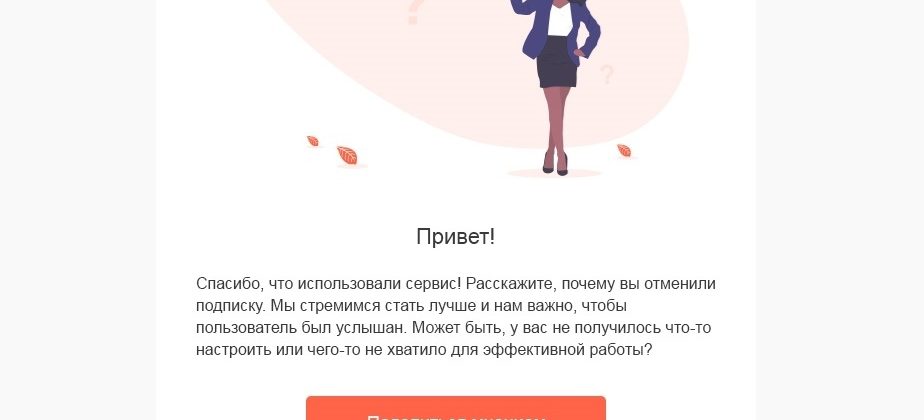 ?
?
Привет!
Спасибо, что использовали сервис! Расскажите, почему вы отменили
подписку. Мы стремимся стать лучше и нам важно, чтобы
пользователь был услышан. Может быть, у вас не получилось что-то
настроить или чего-то не хватило для эффективной работы?